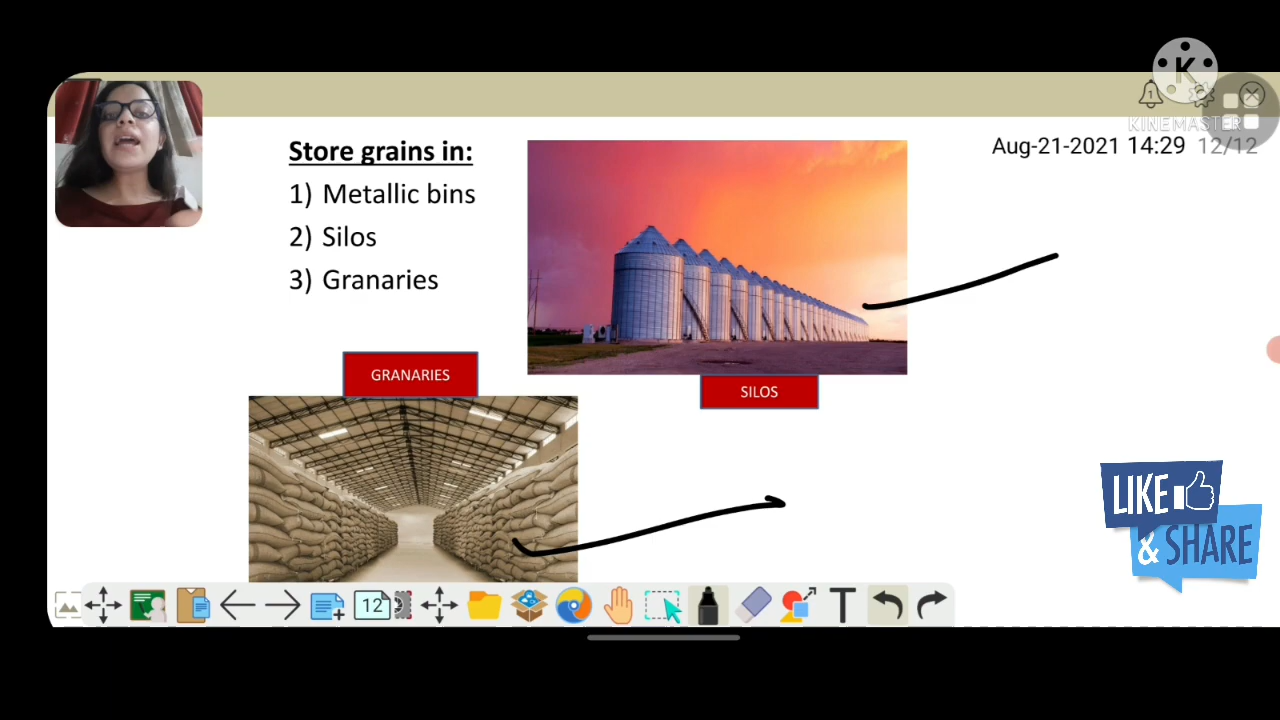 KINEMASTER
Aug-21-2021 14:29 12/12
Store grains in:
1) Metallic bins
2) Silos
3) Granaries
GRANARIES
SILOS
LIKE
& SHARE
12
T